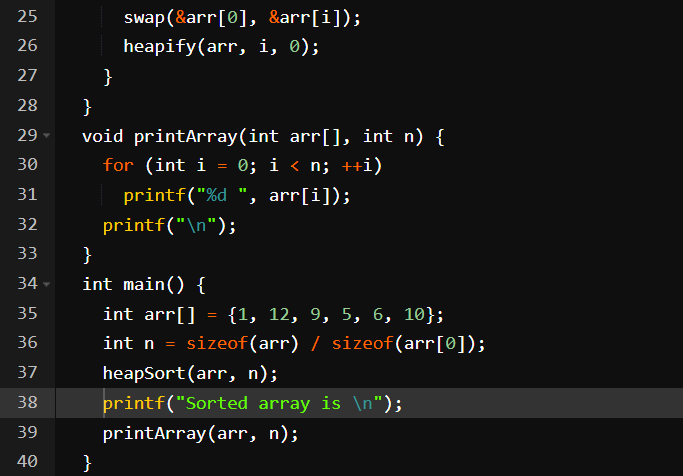 25 swap(&arr[0], &arr[i]);
26 heapify(arr, i, 0);
27 }
28 }
29 void printArray(int arr[], int n) {
30 for (int i = 0; i < n; ++i)
31 printf("%d ", arr[i]);
32 printf("\n");
33 }
34 int main() {
35 int arr[] = {1, 12, 9, 5, 6, 10};
36 int n = sizeof(arr) / sizeof(arr[0]);
37 heapSort(arr, n);
38 printf("Sorted array is \n");
39 printArray(arr, n);
40 }